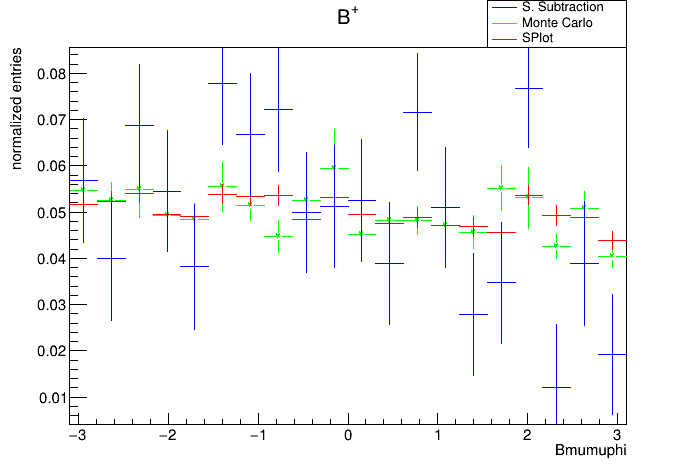 B+
S. Subtraction
Monte Carlo
SPlot
normalized entries
0.08
0.07
0.06
0.05
0.04
0.03
0.02
0.01
−3 −2 −1 0 1 2 3
Bmumuphi